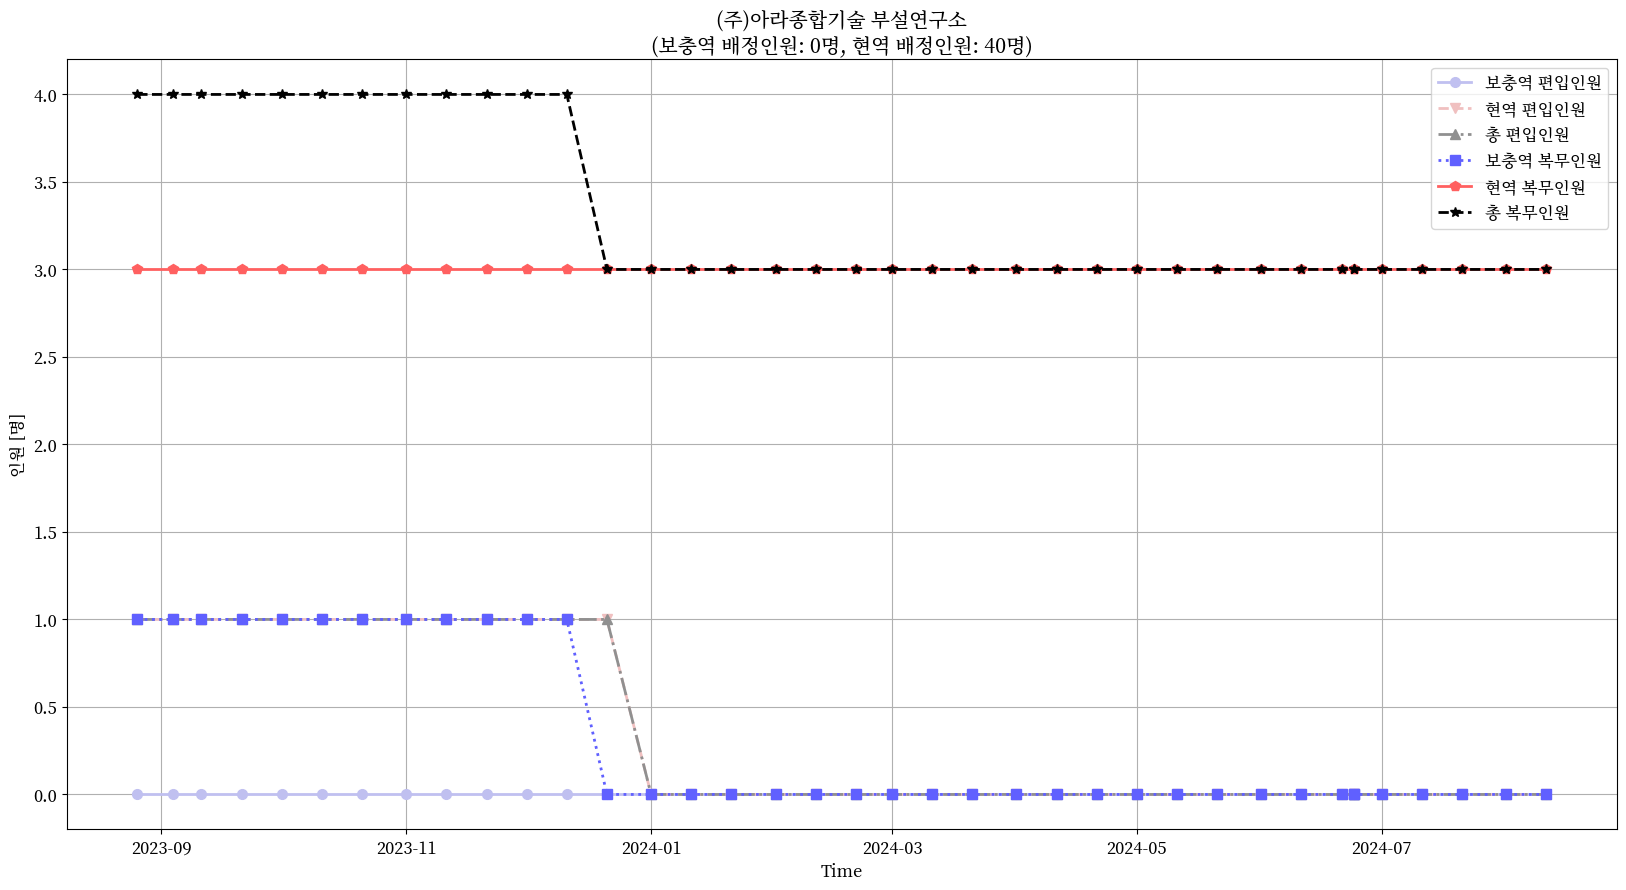 (주)아라종합기술 부설연구소
(보충역 배정인원: 0명, 현역 배정인원: 40명)
보충역 편입인원
현역 편입인원
총 편입인원
보충역 복무인원
현역 복무인원
총 복무인원
4.0
3.5
3.0
2.5
2.0
1.5
1.0
0.5
0.0
인원 [명]
2023-09 2023-11 2024-01 2024-03 2024-05 2024-07
Time